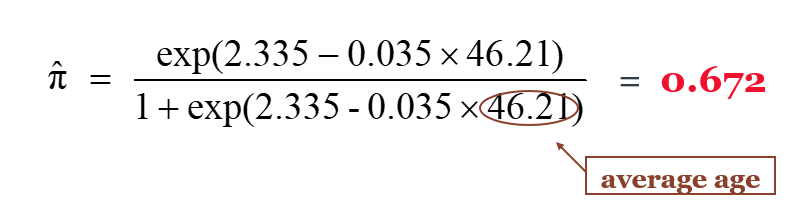 exp(2.335 – 0.035 × 46.21)
π̂ = = 0.672
1 + exp(2.335 - 0.035 × 46.21)
average age